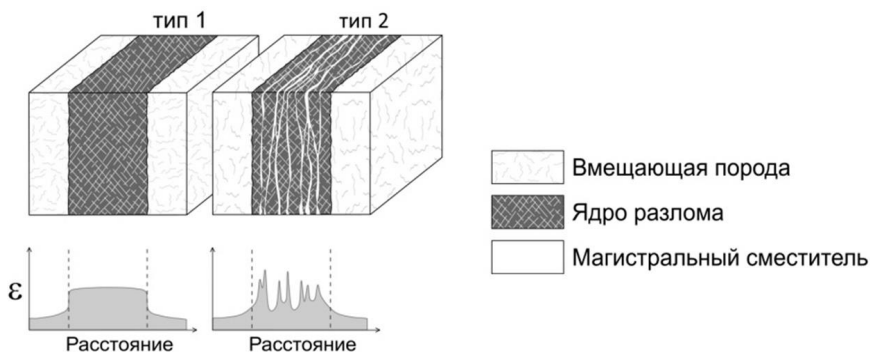 тип 1
тип 2
Вмещающая порода
Ядро разлома
Магистральный сместитель
ε
Расстояние
Расстояние